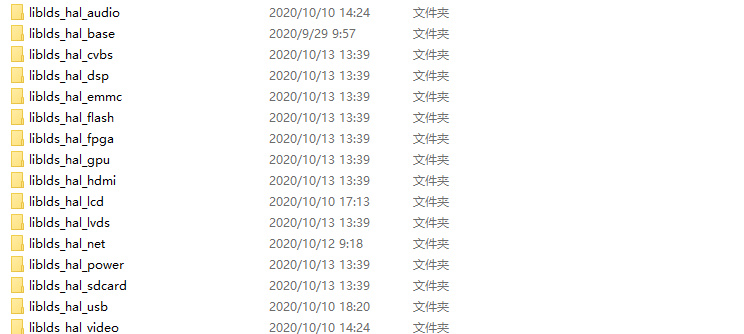 liblds_hal_audio 2020/10/10 14:24 文件夹
liblds_hal_base 2020/9/29 9:57 文件夹
liblds_hal_cvbs 2020/10/13 13:39 文件夹
liblds_hal_dsp 2020/10/13 13:39 文件夹
liblds_hal_emmc 2020/10/13 13:39 文件夹
liblds_hal_flash 2020/10/13 13:39 文件夹
liblds_hal_fpga 2020/10/13 13:39 文件夹
liblds_hal_gpu 2020/10/13 13:39 文件夹
liblds_hal_hdmi 2020/10/13 13:39 文件夹
liblds_hal_lcd 2020/10/10 17:13 文件夹
liblds_hal_lvds 2020/10/13 13:39 文件夹
liblds_hal_net 2020/10/12 9:18 文件夹
liblds_hal_power 2020/10/13 13:39 文件夹
liblds_hal_sdcard 2020/10/13 13:39 文件夹
liblds_hal_usb 2020/10/10 18:20 文件夹
liblds_hal_video 2020/10/10 14:24 文件夹